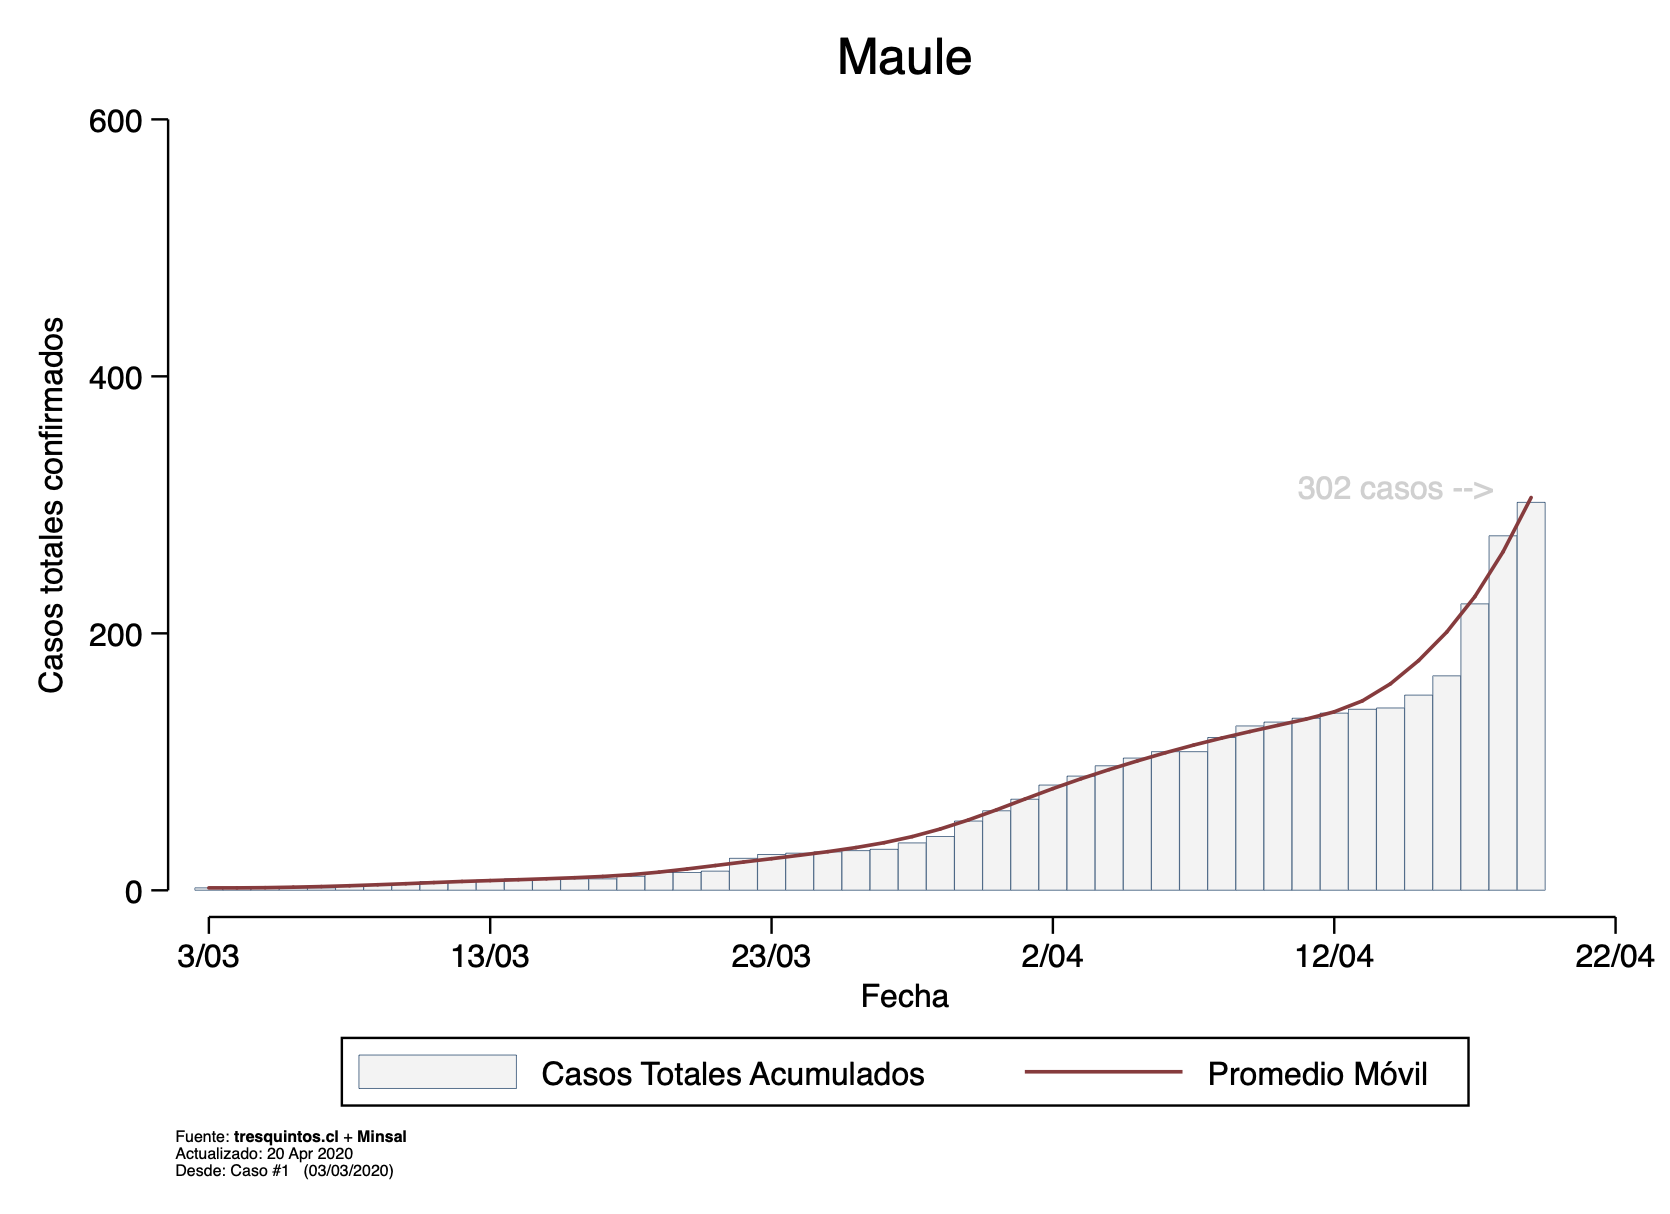 Maule
600
400
200
0
Casos totales confirmados
302 casos -->
3/03 13/03 23/03 2/04 12/04 22/04
Fecha
Casos Totales Acumulados Promedio Móvil
Fuente: tresquintos.cl + Minsal
Actualizado: 20 Apr 2020
Desde: Caso #1 (03/03/2020)